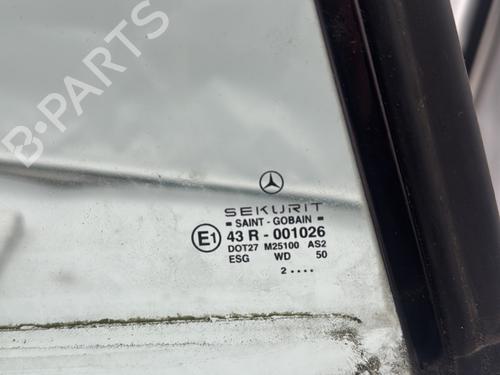 B-PARTS
SEKURIT
SAINT - GOBAIN
E1 43 R - 001026
DOT27 M25100 AS2
ESG WD 50
2 ....